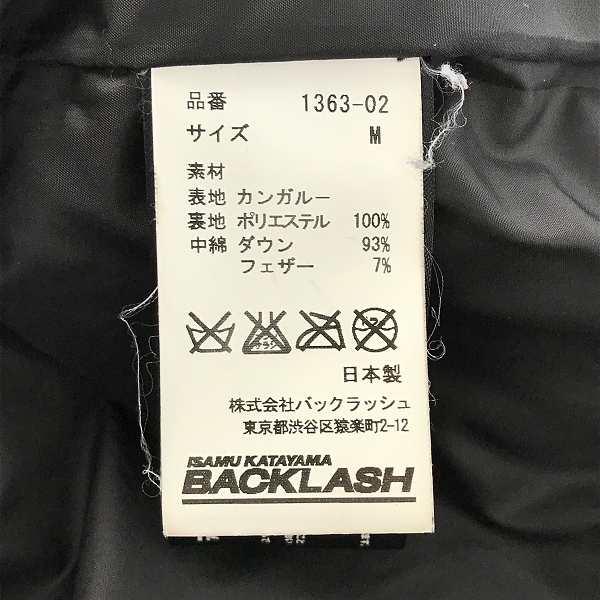 品番 1363-02
サイズ M
素材
表地 カンガルー
裏地 ポリエステル 100%
中綿 ダウン 93%
フェザー 7%
日本製
株式会社バックラッシュ
東京都渋谷区猿楽町2-12
ISAMU KATAYAMA
BACKLASH